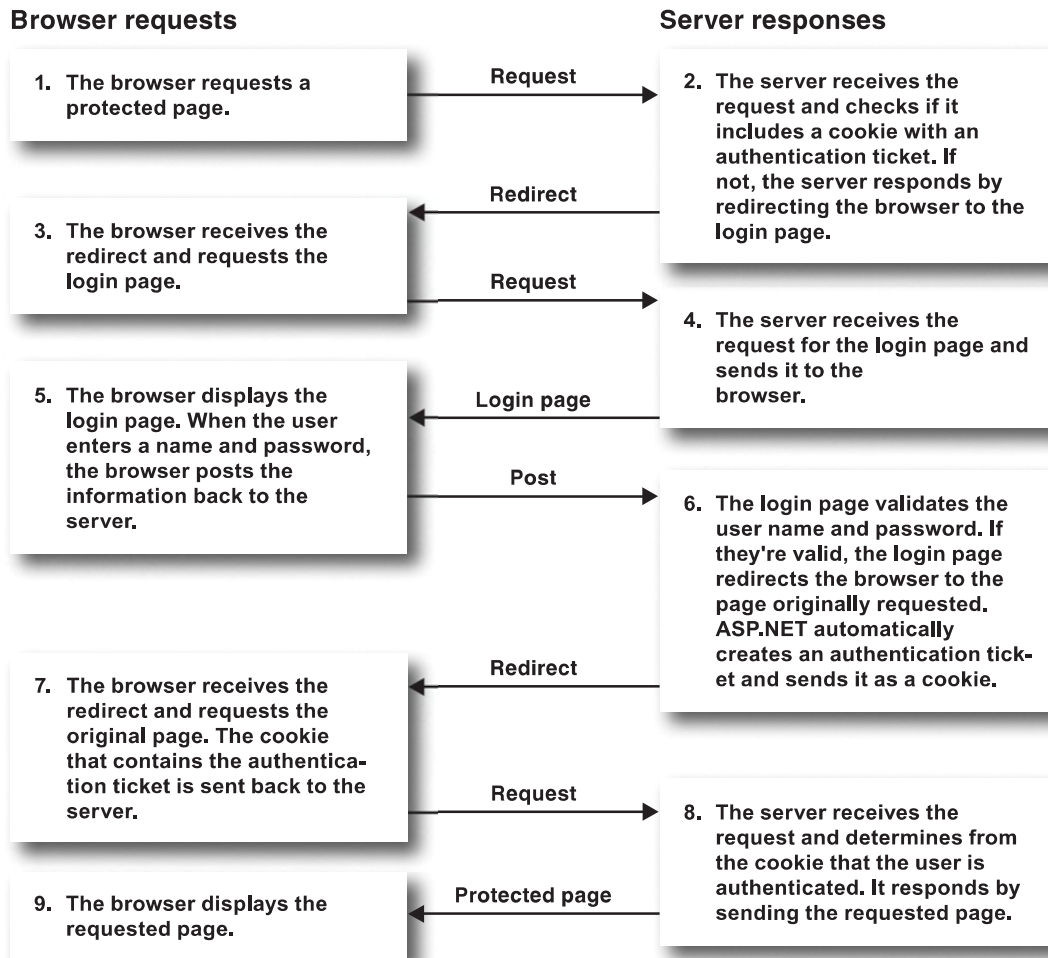 Browser requests
Server responses
1. The browser requests a
protected page.
Request
2. The server receives the
request and checks if it
includes a cookie with an
authentication ticket. If
not, the server responds by
redirecting the browser to the
login page.
Redirect
3. The browser receives the
redirect and requests the
login page.
Request
4. The server receives the
request for the login page and
sends it to the
browser.
Login page
5. The browser displays the
login page. When the user
enters a name and password,
the browser posts the
information back to the
server.
Post
6. The login page validates the
user name and password. If
they're valid, the login page
redirects the browser to the
page originally requested.
ASP.NET automatically
creates an authentication tick-
et and sends it as a cookie.
Redirect
7. The browser receives the
redirect and requests the
original page. The cookie
that contains the authentica-
tion ticket is sent back to the
server.
Request
8. The server receives the
request and determines from
the cookie that the user is
authenticated. It responds by
sending the requested page.
Protected page
9. The browser displays the
requested page.